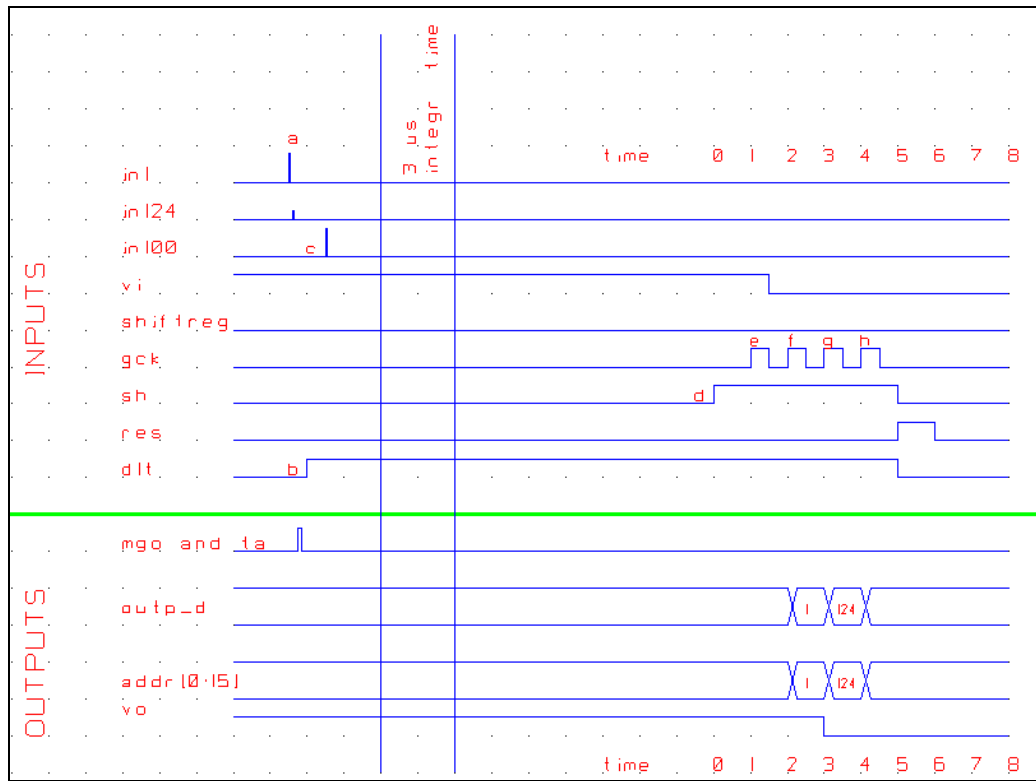 3 us
integr time
a
time 0 1 2 3 4 5 6 7 8
in1
in124
in100 c
INPUTS
vi
shiftreg
e f g h
gck
sh d
res
dlt b
mgo and ta
OUTPUTS
outp_d 1 124
addr[0:15] 1 124
vo
time 0 1 2 3 4 5 6 7 8